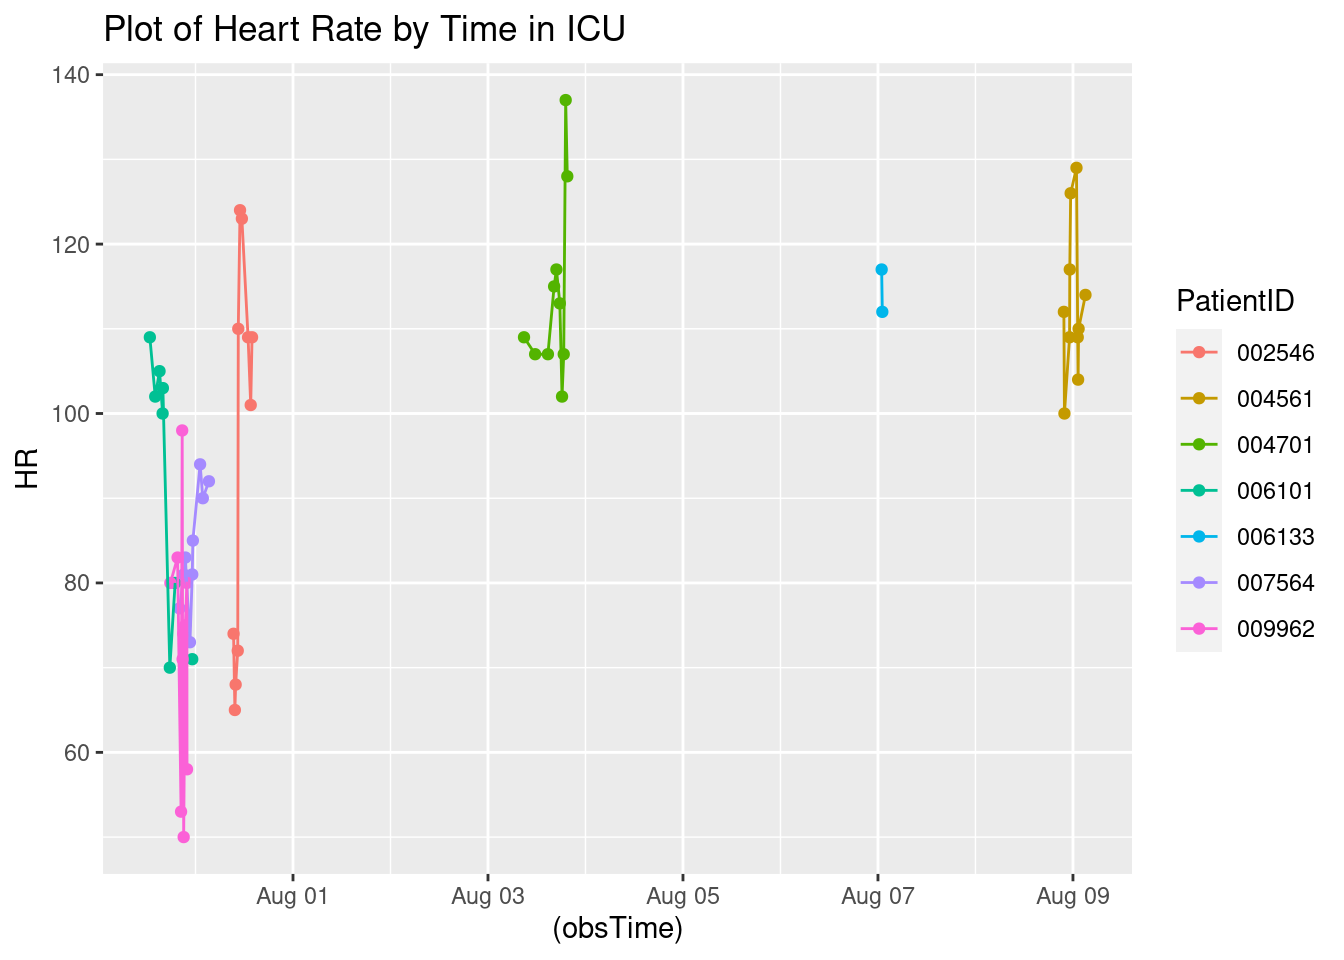 Plot of Heart Rate by Time in ICU
140
120
100
80
60
HR
Aug 01
Aug 03
Aug 05
Aug 07
Aug 09
(obsTime)
PatientID
002546
004561
004701
006101
006133
007564
009962